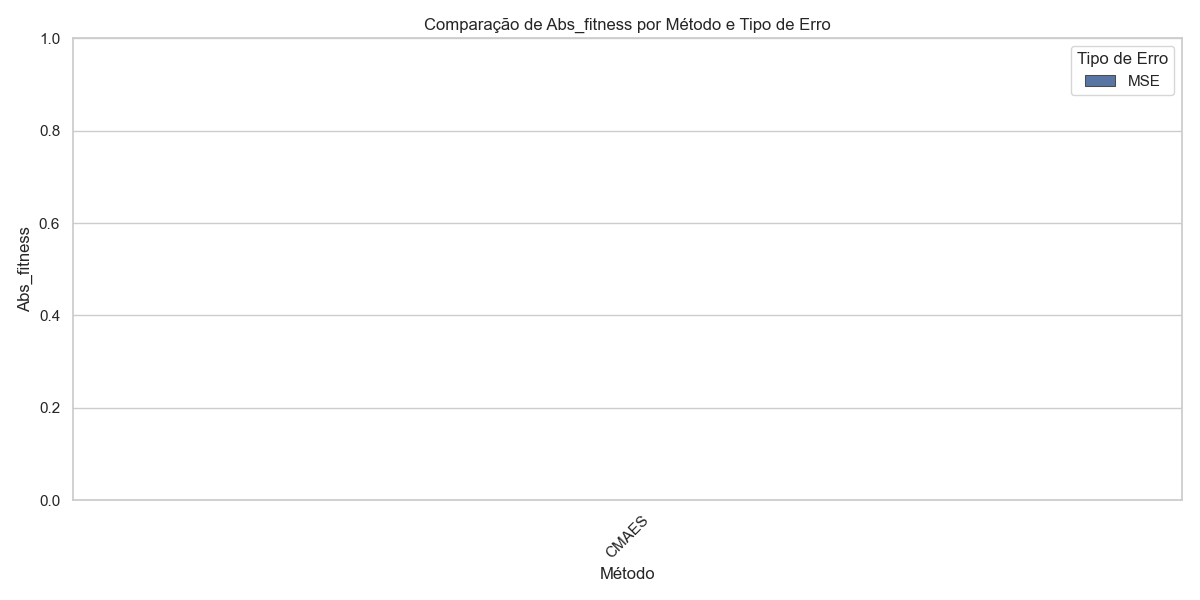 Comparação de Abs_fitness por Método e Tipo de Erro
Tipo de Erro
MSE
Abs_fitness
1.0
0.8
0.6
0.4
0.2
0.0
CMAES
Método